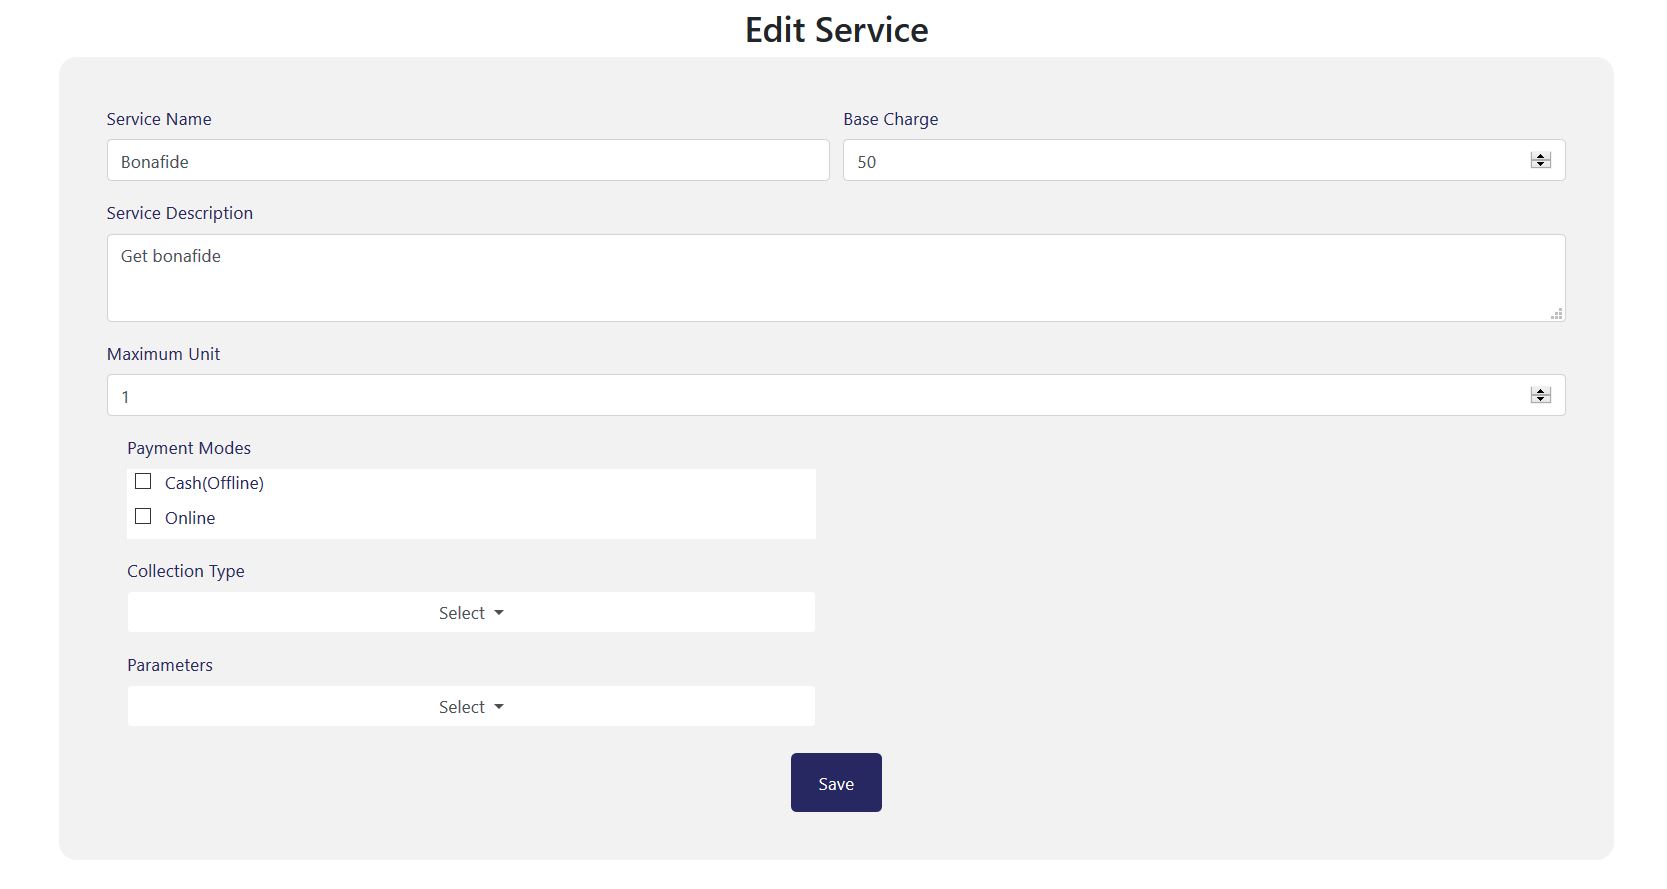 Edit Service
Service Name
Base Charge
Bonafide
50
Service Description
Get bonafide
Maximum Unit
1
Payment Modes
Cash(Offline)
Online
Collection Type
Select
Parameters
Select
Save